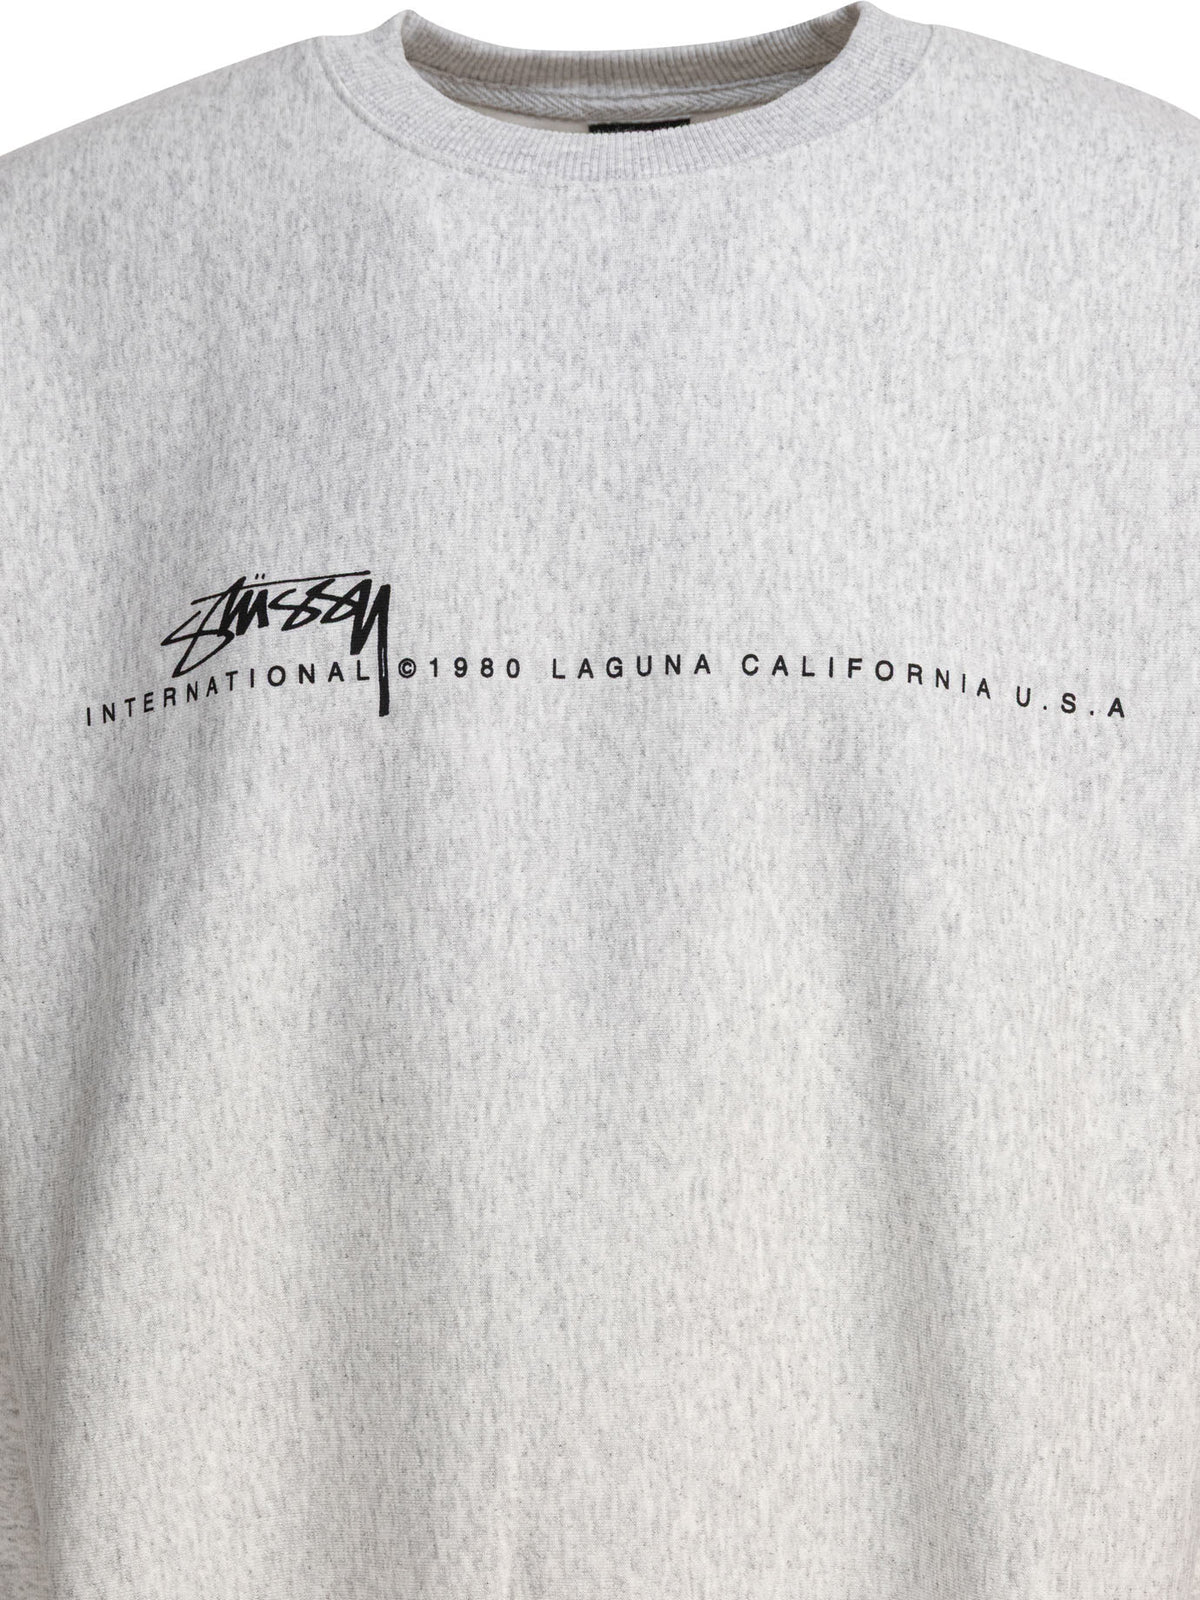 Stüssy
INTERNATIONAL ©1980 LAGUNA CALIFORNIA U.S.A